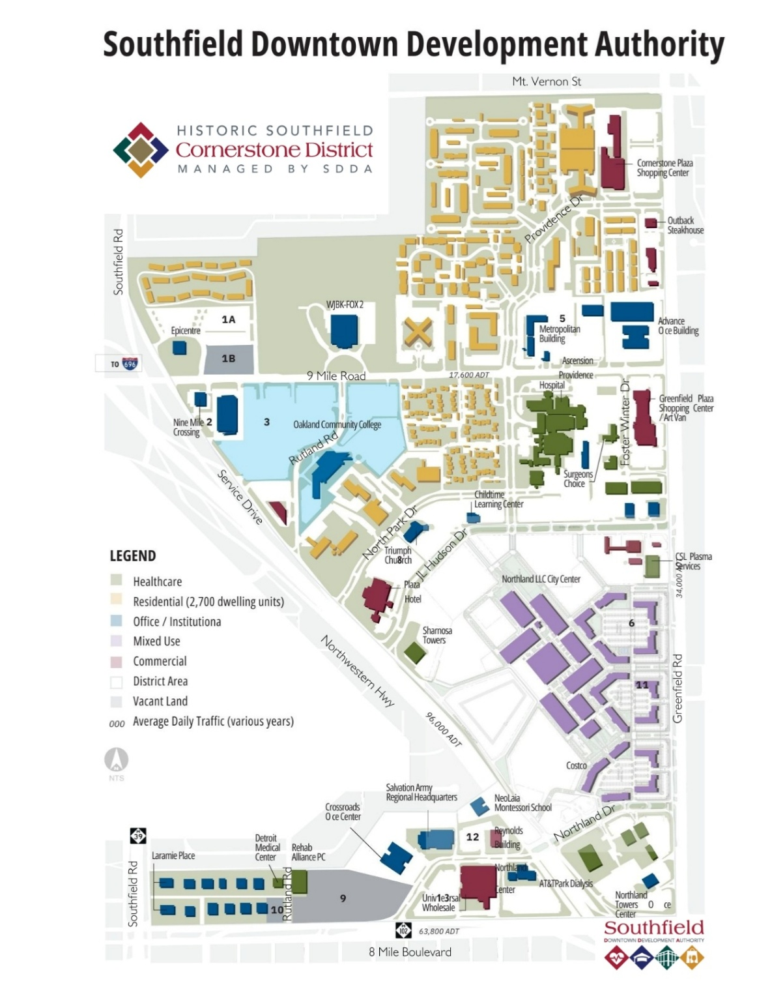 Southfield Downtown Development Authority
Mt. Vernon St
HISTORIC SOUTHFIELD
Cornerstone District
MANAGED BY SDDA
Cornerstone Plaza
Shopping Center
Providence Dr
Outback
Steakhouse
Southfield Rd
WJBK-FOX 2
1A
Epicentre
1B
5
Metropolitan
Building
Advance
O ce Building
TO 696
Ascension
9 Mile Road
17,600 ADT
Providence
Hospital
Foster Winter Dr
Greenfield Plaza
Shopping Center
/ Art Van
Nine Mile
Crossing
2
3
Oakland Community College
Rutland Rd
Surgeons
Choice
Service Drive
Childtime
Learning Center
North Park Dr
JL Hudson Dr
Triumph
Church
8
CSL Plasma
Services
34,000 ADT
Northland LLC City Center
Plaza
Hotel
LEGEND
Healthcare
Residential (2,700 dwelling units)
Office / Institutiona
Mixed Use
Commercial
District Area
Vacant Land
000 Average Daily Traffic (various years)
NTS
Sharnosa
Towers
6
Northwestern Hwy
11
Greenfield Rd
96,000 ADT
Costco
Salvation Army
Regional Headquarters
NeoLaia
Montessori School
Crossroads
O ce Center
Northland Dr
M
39
Detroit
Medical
Center
Rehab
Alliance PC
12
Reynolds
Building
Laramie Place
Southfield Rd
Rutland Rd
9
10
Northland
Center
AT&TPark Dialysis
Univ1e3rsal
Wholesale
Northland
Towers O ce
Center
M
102
63,800 ADT
8 Mile Boulevard
Southfield
DOWNTOWN DEVELOPMENT AUTHORITY